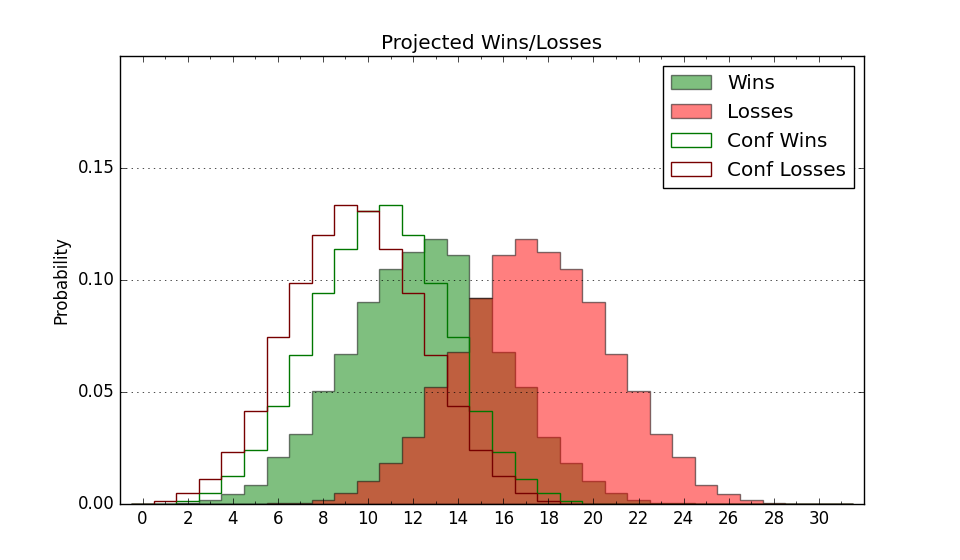 Projected Wins/Losses
Wins
Losses
Conf Wins
Conf Losses
Probability
0.15
0.10
0.05
0.00
0 2 4 6 8 10 12 14 16 18 20 22 24 26 28 30